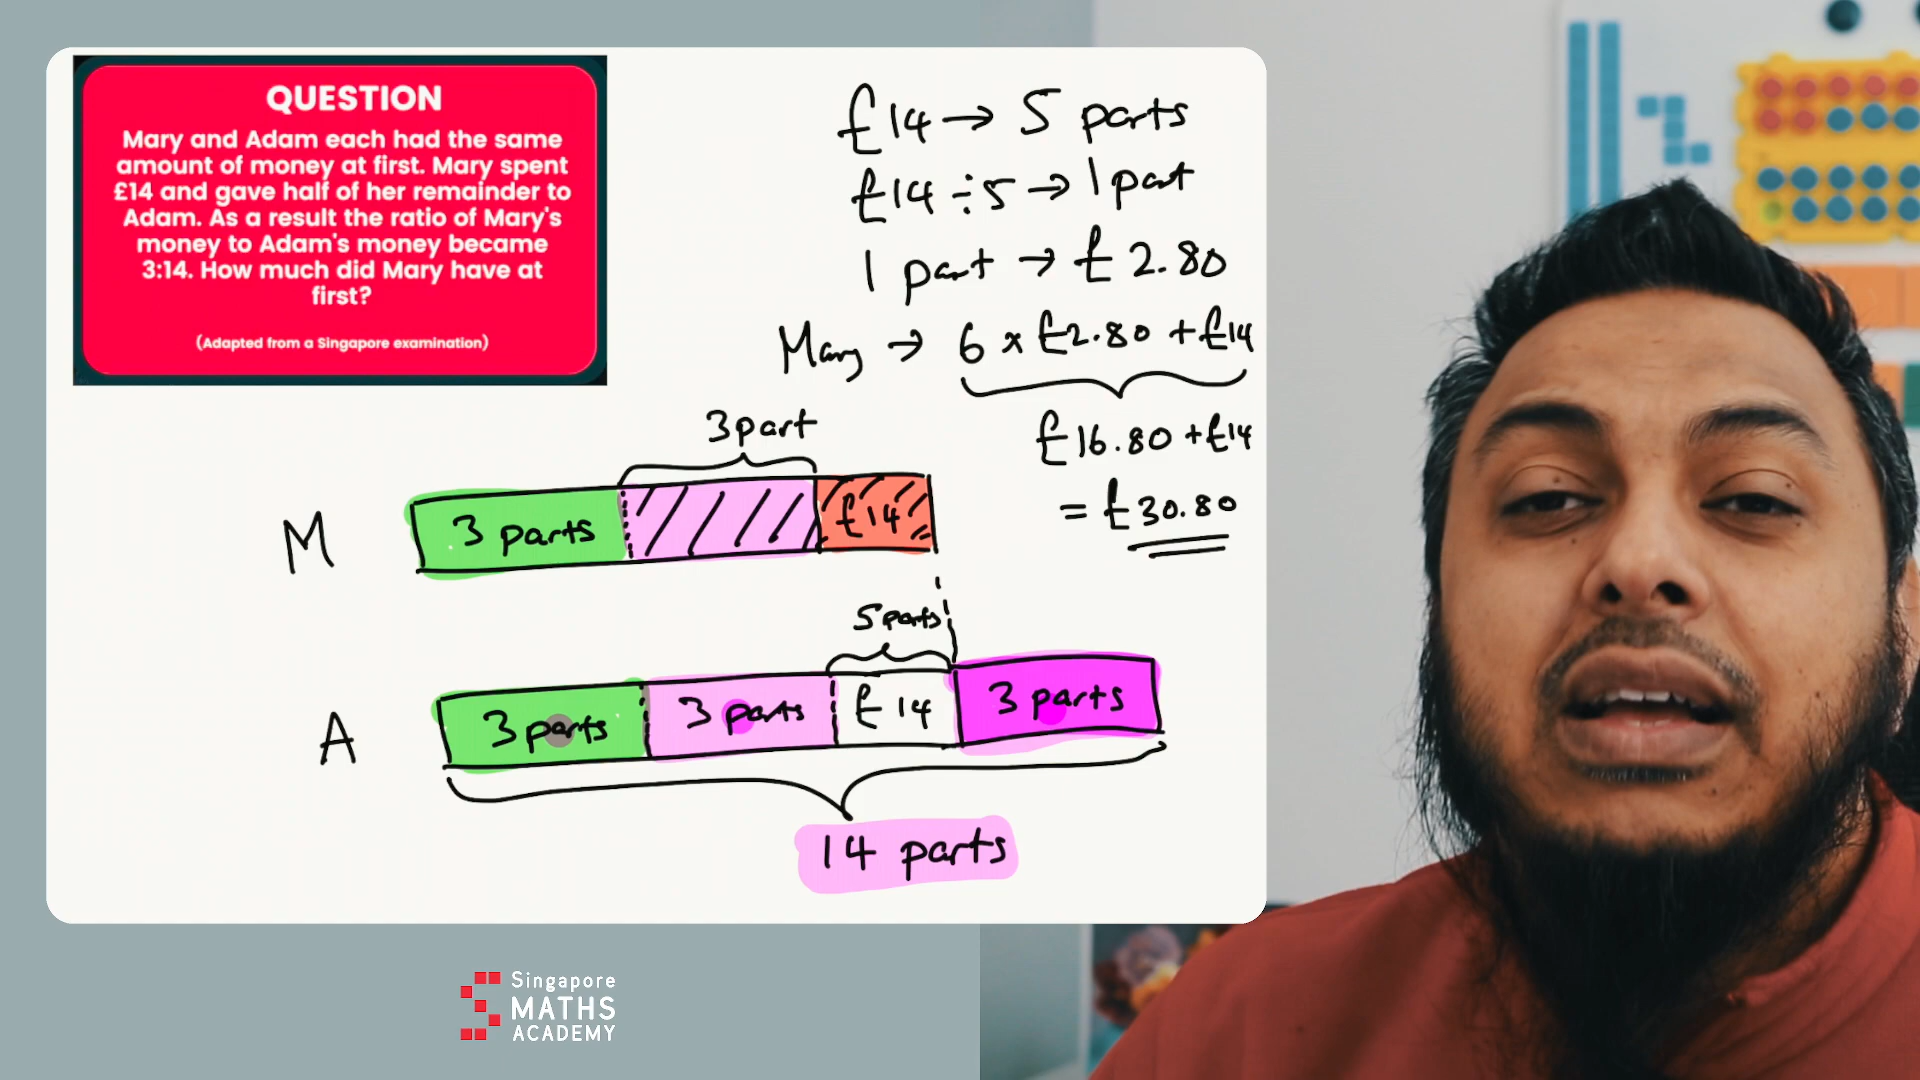 QUESTION
Mary and Adam each had the same
amount of money at first. Mary spent
£14 and gave half of her remainder to
Adam. As a result the ratio of Mary's
money to Adam's money became
3:14. How much did Mary have at
first?
(Adapted from a Singapore examination)
£14 → 5 parts
£14 ÷ 5 → 1 part
1 part → £2.80
Mary → 6 x £2.80 + £14
£16.80 + £14
= £30.80
3 part
M
3 parts
£14
5 parts
A
3 parts
3 parts
£14
3 parts
14 parts
Singapore
MATHS
ACADEMY